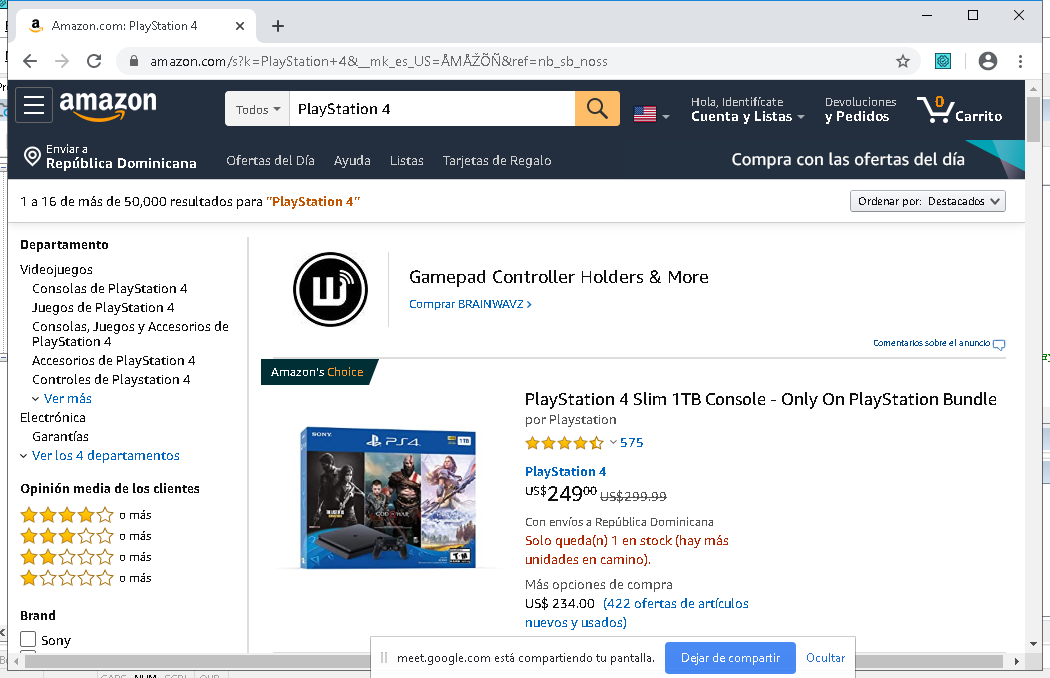 Amazon.com: PlayStation 4
amazon.com/s?k=PlayStation+4&__mk_es_US=ÅMÅŽÕÑ&ref=nb_sb_noss
amazon
Todos
PlayStation 4
Hola, Identifícate
Cuenta y Listas
Devoluciones
y Pedidos
0
Carrito
Enviar a
República Dominicana
Ofertas del Día
Ayuda
Listas
Tarjetas de Regalo
Compra con las ofertas del día
1 a 16 de más de 50,000 resultados para "PlayStation 4"
Ordenar por: Destacados
Departamento
Videojuegos
Consolas de PlayStation 4
Juegos de PlayStation 4
Consolas, Juegos y Accesorios de
PlayStation 4
Accesorios de PlayStation 4
Controles de Playstation 4
Ver más
Electrónica
Garantías
Ver los 4 departamentos
Opinión media de los clientes
o más
o más
o más
o más
Brand
Sony
Gamepad Controller Holders & More
Comprar BRAINWAVZ
Comentarios sobre el anuncio
Amazon's Choice
SONY
PS4
1TB
GOD OF WAR
PlayStation 4 Slim 1TB Console - Only On PlayStation Bundle
por Playstation
575
PlayStation 4
US$24900 US$299.99
Con envíos a República Dominicana
Solo queda(n) 1 en stock (hay más
unidades en camino).
Más opciones de compra
US$ 234.00 (422 ofertas de artículos
nuevos y usados)
meet.google.com está compartiendo tu pantalla.
Dejar de compartir
Ocultar